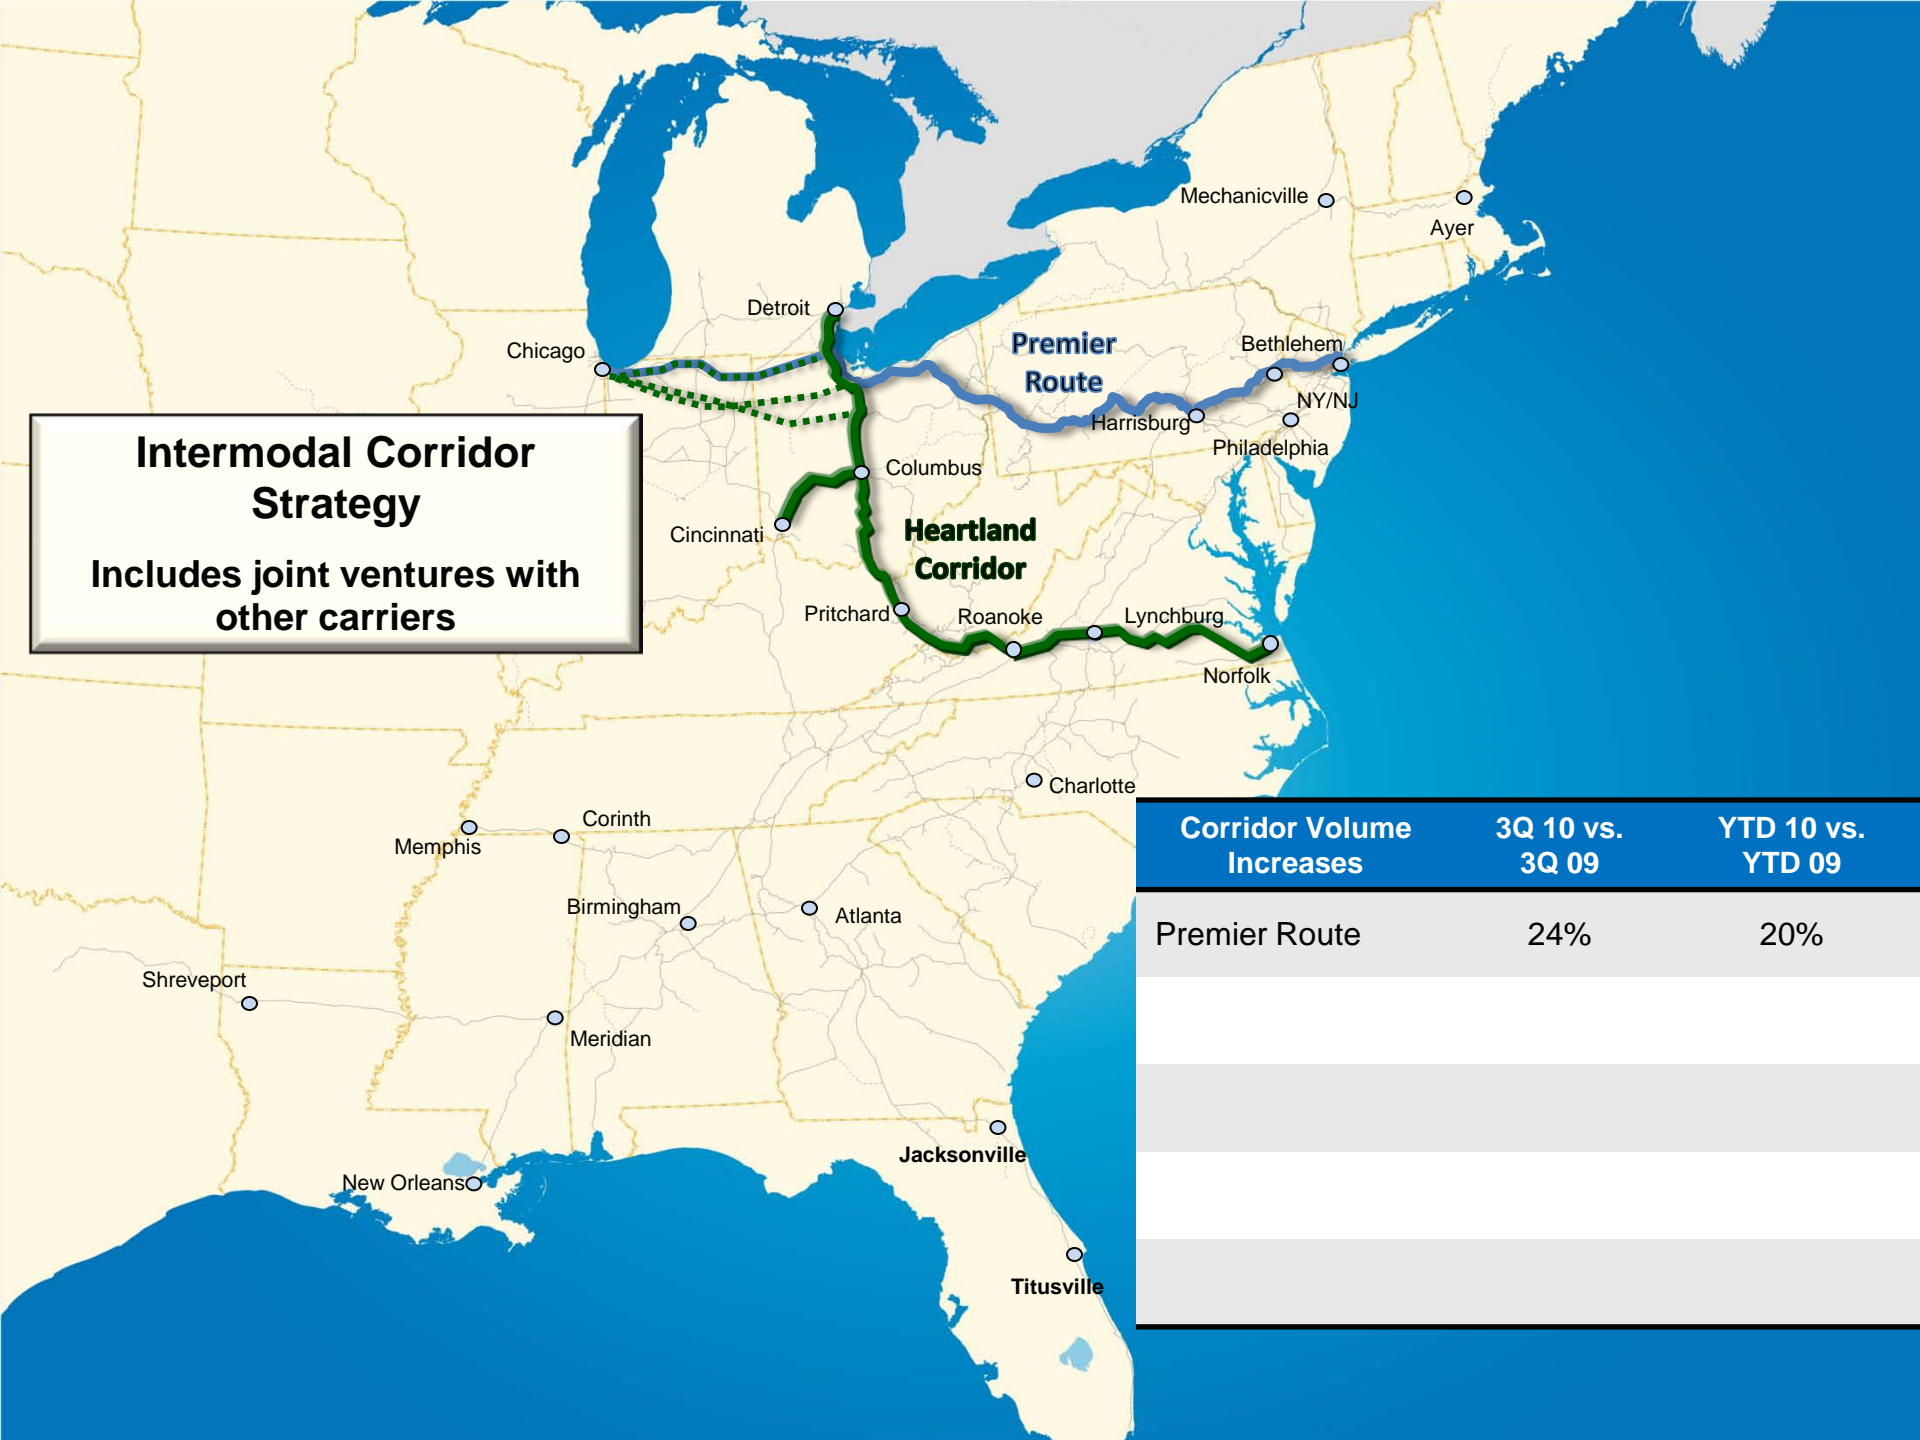 Mechanicville
Ayer
Detroit
Chicago
Premier
Route
Bethlehem
NY/NJ
Harrisburg
Philadelphia
Intermodal Corridor
Strategy
Includes joint ventures with
other carriers
Columbus
Cincinnati
Heartland
Corridor
Pritchard
Roanoke
Lynchburg
Norfolk
Charlotte
Corinth
Memphis
Birmingham
Atlanta
Shreveport
Meridian
Jacksonville
New Orleans
Titusville
Corridor Volume
Increases
3Q 10 vs.
3Q 09
YTD 10 vs.
YTD 09
Premier Route 24% 20%